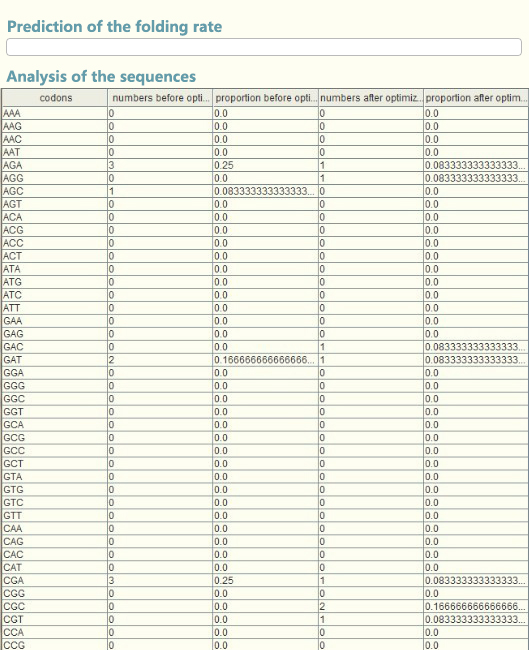 Prediction of the folding rate
Analysis of the sequences
codons numbers before opti... proportion before opti... numbers after optimiz... proportion after optim...
AAA 0 0.0 0 0.0
AAG 0 0.0 0 0.0
AAC 0 0.0 0 0.0
AAT 0 0.0 0 0.0
AGA 3 0.25 1 0.083333333333333...
AGG 0 0.0 1 0.083333333333333...
AGC 1 0.083333333333333... 0 0.0
AGT 0 0.0 0 0.0
ACA 0 0.0 0 0.0
ACG 0 0.0 0 0.0
ACC 0 0.0 0 0.0
ACT 0 0.0 0 0.0
ATA 0 0.0 0 0.0
ATG 0 0.0 0 0.0
ATC 0 0.0 0 0.0
ATT 0 0.0 0 0.0
GAA 0 0.0 0 0.0
GAG 0 0.0 0 0.0
GAC 0 0.0 1 0.083333333333333...
GAT 2 0.166666666666666... 1 0.083333333333333...
GGA 0 0.0 0 0.0
GGG 0 0.0 0 0.0
GGC 0 0.0 0 0.0
GGT 0 0.0 0 0.0
GCA 0 0.0 0 0.0
GCG 0 0.0 0 0.0
GCC 0 0.0 0 0.0
GCT 0 0.0 0 0.0
GTA 0 0.0 0 0.0
GTG 0 0.0 0 0.0
GTC 0 0.0 0 0.0
GTT 0 0.0 0 0.0
CAA 0 0.0 0 0.0
CAG 0 0.0 0 0.0
CAC 0 0.0 0 0.0
CAT 0 0.0 0 0.0
CGA 3 0.25 1 0.083333333333333...
CGG 0 0.0 0 0.0
CGC 0 0.0 2 0.166666666666666...
CGT 0 0.0 1 0.083333333333333...
CCA 0 0.0 0 0.0
CCG 0 0.0 0 0.0